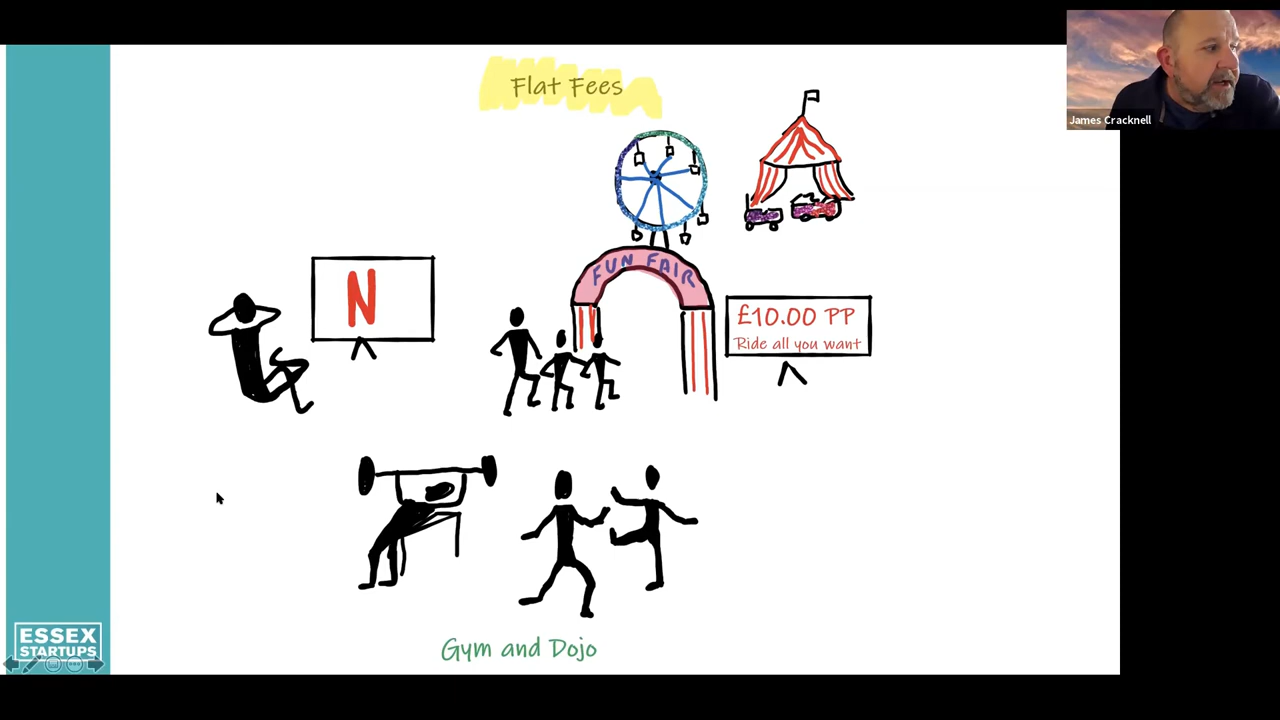 Flat Fees
James Cracknell
FUN FAIR
N
£10.00 PP
Ride all you want
Gym and Dojo
ESSEX
STARTUPS